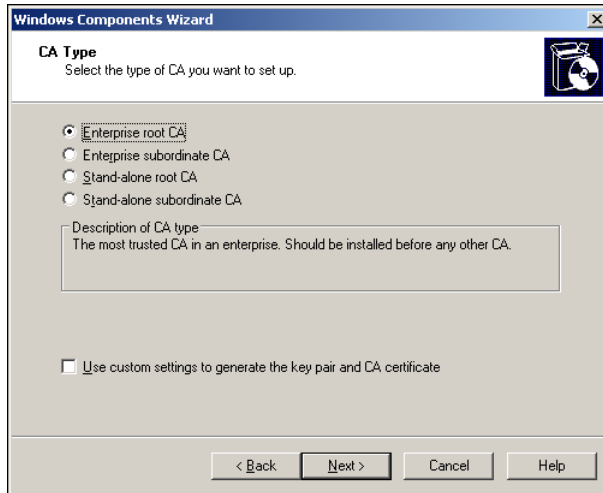 Windows Components Wizard
CA Type
Select the type of CA you want to set up.
Enterprise root CA
Enterprise subordinate CA
Stand-alone root CA
Stand-alone subordinate CA
Description of CA type
The most trusted CA in an enterprise. Should be installed before any other CA.
Use custom settings to generate the key pair and CA certificate
< Back Next > Cancel Help